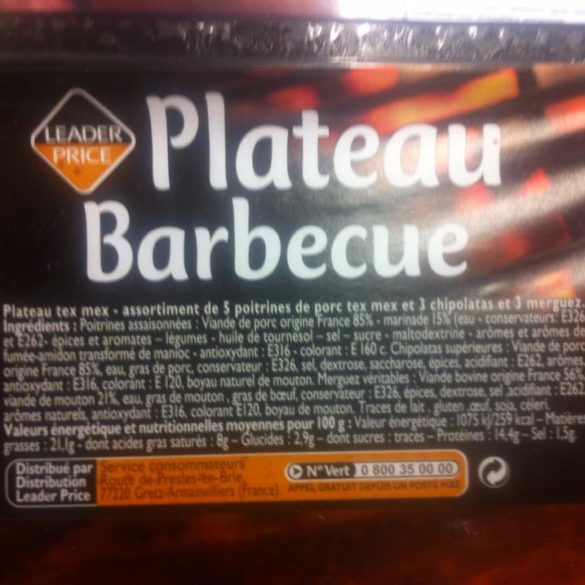 LEADER
PRICE
Plateau
Barbecue
Plateau tex mex - assortiment de 5 poitrines de porc tex mex et 3 chipolatas et 3 merguez.
Ingrédients : Poitrines assaisonnées : Viande de porc origine France 85% - marinade 15% (eau - conservateurs: E326
et E262- épices et aromates – légumes - huile de tournesol – sel – sucre - maltodextrine - arômes et arômes de
fumée-amidon transformé de manioc - antioxydant : E316 - colorant : E 160 c. Chipolatas supérieures : Viande de porc
origine France 85%, eau, gras de porc, conservateur : E326, sel, dextrose, saccharose, épices, acidifiant : E262, arômes
antioxydant : E316, colorant : E 120, boyau naturel de mouton. Merguez véritables : Viande bovine origine France 56%
viande de mouton 21%, eau, gras de mouton , gras de bœuf, conservateur : E326, épices, dextrose, sel ,acidifiant : E262
arômes naturels, antioxydant : E316, colorant E120, boyau de mouton. Traces de lait , gluten ,œuf, soja, céleri.
Valeurs énergétique et nutritionnelles moyennes pour 100 g : Valeur énergétique : 1075 kJ/259 kcal – Matières
grasses : 21,1g - dont acides gras saturés : 8g – Glucides : 2,9g – dont sucres : traces – Protéines : 14,4g – Sel : 1.5g
Distribué par
Distribution
Leader Price
Service consommateurs
Route de-Presles-en-Brie,
77220 Gretz-Armainvilliers (France).
N° Vert 0 800 35 00 00
APPEL GRATUIT DEPUIS UN POSTE FIXE